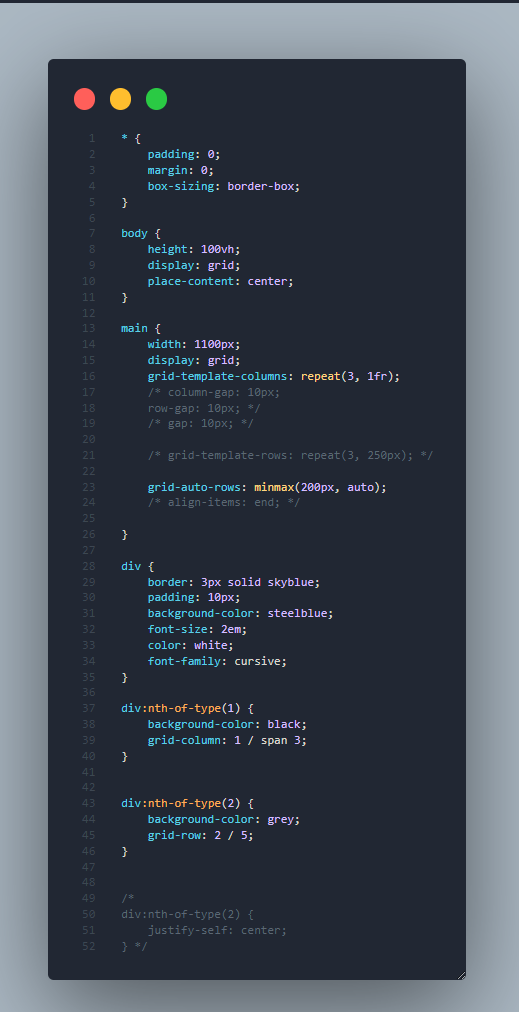 1 * {
2     padding: 0;
3     margin: 0;
4     box-sizing: border-box;
5 }
6
7 body {
8     height: 100vh;
9     display: grid;
10     place-content: center;
11 }
12
13 main {
14     width: 1100px;
15     display: grid;
16     grid-template-columns: repeat(3, 1fr);
17     /* column-gap: 10px;
18     row-gap: 10px; */
19     /* gap: 10px; */
20
21     /* grid-template-rows: repeat(3, 250px); */
22
23     grid-auto-rows: minmax(200px, auto);
24     /* align-items: end; */
25
26 }
27
28 div {
29     border: 3px solid skyblue;
30     padding: 10px;
31     background-color: steelblue;
32     font-size: 2em;
33     color: white;
34     font-family: cursive;
35 }
36
37 div:nth-of-type(1) {
38     background-color: black;
39     grid-column: 1 / span 3;
40 }
41
42
43 div:nth-of-type(2) {
44     background-color: grey;
45     grid-row: 2 / 5;
46 }
47
48
49 /*
50 div:nth-of-type(2) {
51     justify-self: center;
52 } */